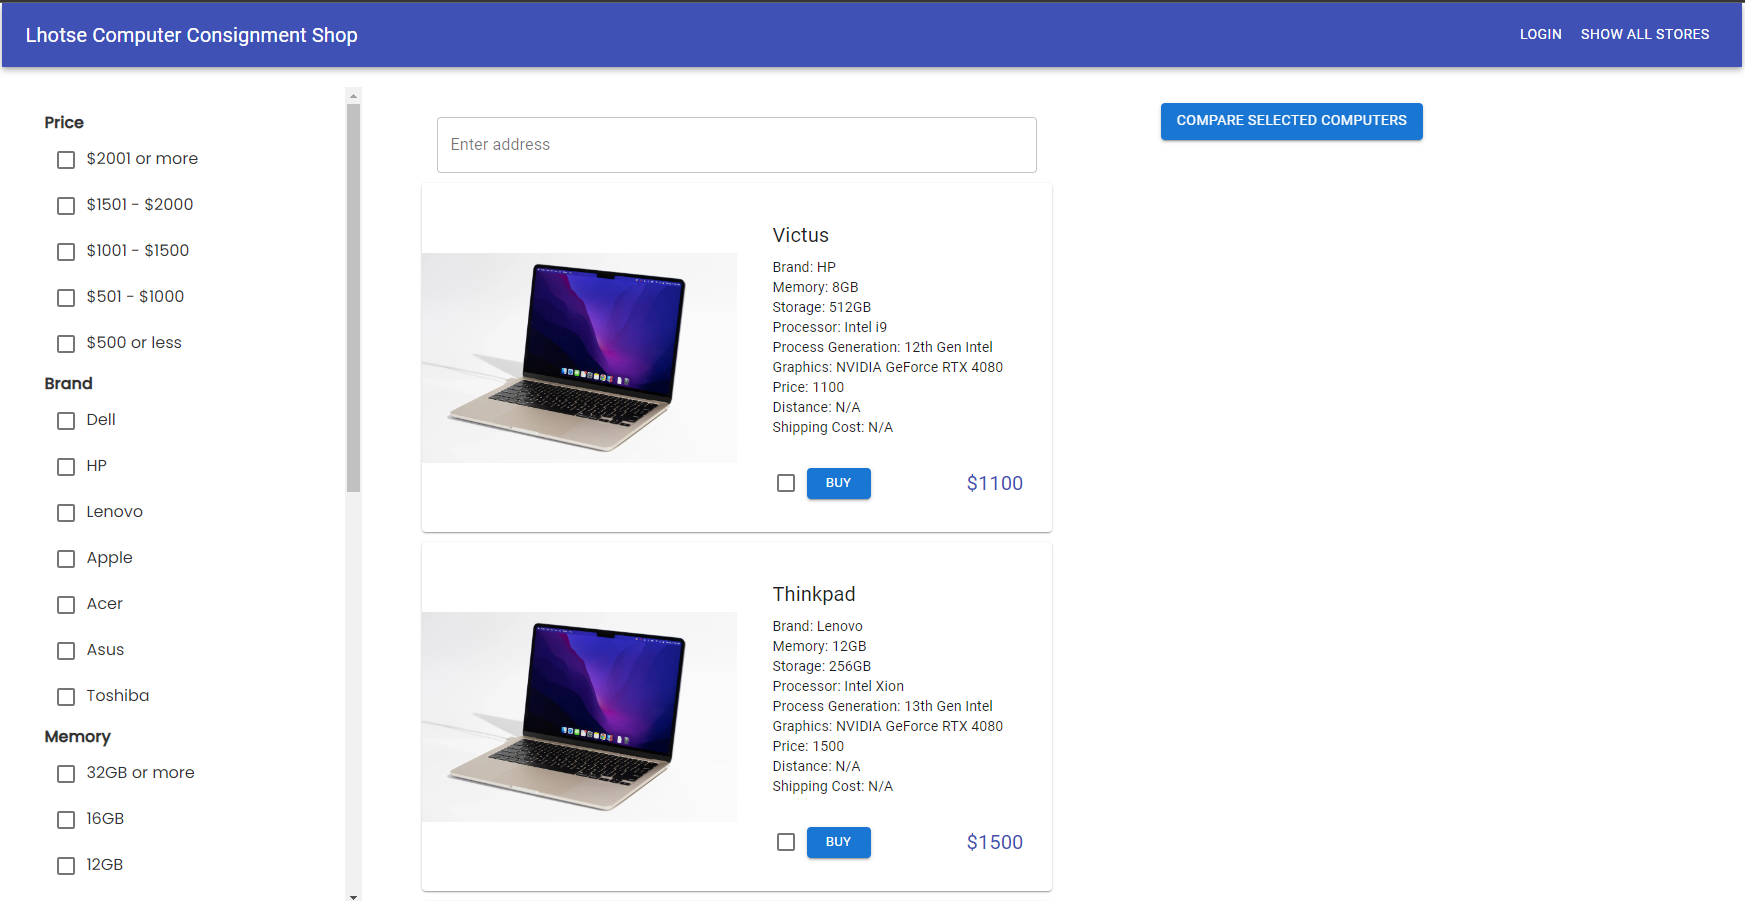 Lhotse Computer Consignment Shop
LOGIN
SHOW ALL STORES
Price
$2001 or more
$1501 - $2000
$1001 - $1500
$501 - $1000
$500 or less
Brand
Dell
HP
Lenovo
Apple
Acer
Asus
Toshiba
Memory
32GB or more
16GB
12GB
Enter address
Victus
Brand: HP
Memory: 8GB
Storage: 512GB
Processor: Intel i9
Process Generation: 12th Gen Intel
Graphics: NVIDIA GeForce RTX 4080
Price: 1100
Distance: N/A
Shipping Cost: N/A
BUY
$1100
Thinkpad
Brand: Lenovo
Memory: 12GB
Storage: 256GB
Processor: Intel Xion
Process Generation: 13th Gen Intel
Graphics: NVIDIA GeForce RTX 4080
Price: 1500
Distance: N/A
Shipping Cost: N/A
BUY
$1500
COMPARE SELECTED COMPUTERS